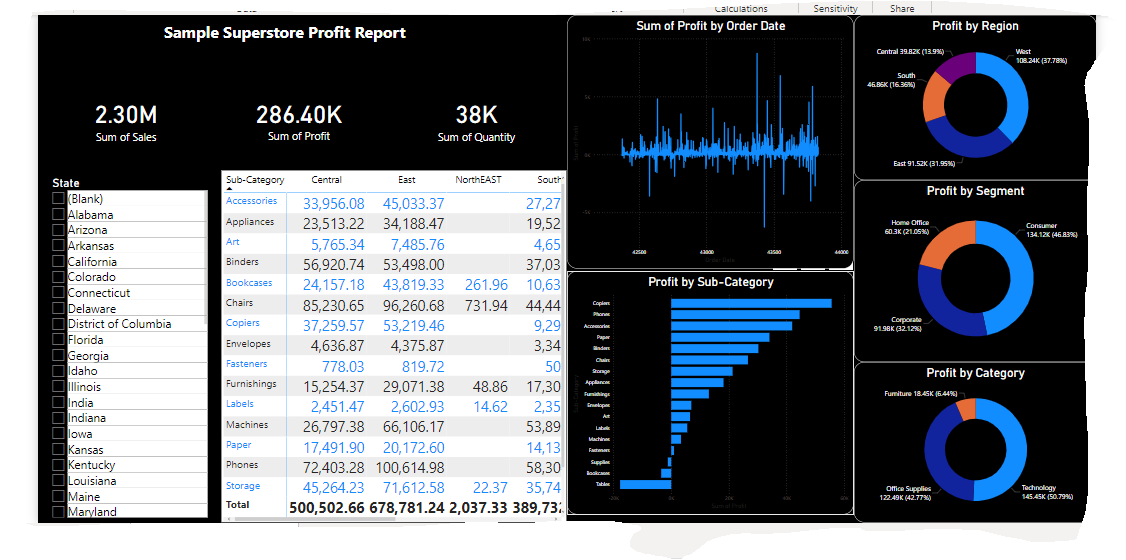 Calculations
Sensitivity
Share
Sample Superstore Profit Report
2.30M
Sum of Sales
286.40K
Sum of Profit
38K
Sum of Quantity
State
(Blank)
Alabama
Arizona
Arkansas
California
Colorado
Connecticut
Delaware
District of Columbia
Florida
Georgia
Idaho
Illinois
India
Indiana
Iowa
Kansas
Kentucky
Louisiana
Maine
Maryland
Sub-Category Central East NorthEAST South
Accessories 33,956.08 45,033.37 27,27
Appliances 23,513.22 34,188.47 19,52
Art 5,765.34 7,485.76 4,65
Binders 56,920.74 53,498.00 37,03
Bookcases 24,157.18 43,819.33 261.96 10,63
Chairs 85,230.65 96,260.68 731.94 44,44
Copiers 37,259.57 53,219.46 9,29
Envelopes 4,636.87 4,375.87 3,34
Fasteners 778.03 819.72 50
Furnishings 15,254.37 29,071.38 48.86 17,30
Labels 2,451.47 2,602.93 14.62 2,35
Machines 26,797.38 66,106.17 53,89
Paper 17,491.90 20,172.60 14,13
Phones 72,403.28 100,614.98 58,30
Storage 45,264.23 71,612.58 22.37 35,74
Total 500,502.66 678,781.24 2,037.33 389,73
Sum of Profit by Order Date
10K
5K
0K
-5K
Sum of Profit
42500 43000 43500 44000
Order Date
Profit by Sub-Category
Copiers
Phones
Accessories
Paper
Binders
Chairs
Storage
Appliances
Furnishings
Envelopes
Art
Labels
Machines
Fasteners
Supplies
Bookcases
Tables
-20K 0K 20K 40K 60K
Sum of Profit
Profit by Region
Central 39.82K (13.9%)
West
108.24K (37.78%)
South
46.86K (16.36%)
East 91.52K (31.95%)
Profit by Segment
Home Office
60.3K (21.05%)
Consumer
134.12K (46.83%)
Corporate
91.98K (32.12%)
Profit by Category
Furniture 18.45K (6.44%)
Office Supplies
122.49K (42.77%)
Technology
145.45K (50.79%)